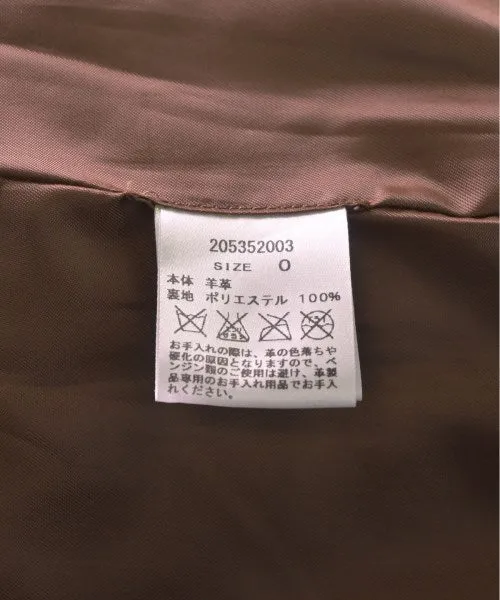 205352003
SIZE 0
本体 羊革
裏地 ポリエステル 100%
お手入れの際は、革の色落ちや
硬化の原因となりますので、ベ
ンジン類のご使用は避け、革製
品専用のお手入れ用品でお手入
れください。